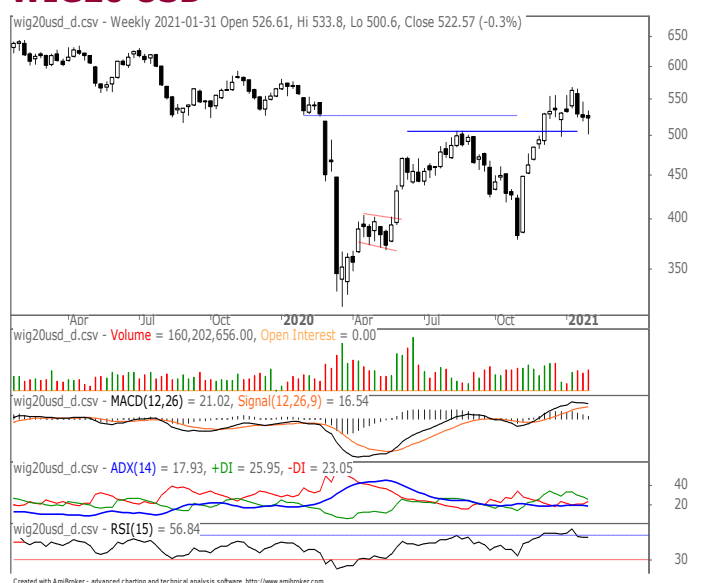 WIG20 USD
wig20usd_d.csv - Weekly 2021-01-31 Open 526.61, Hi 533.8, Lo 500.6, Close 522.57 (-0.3%)
650
600
550
500
450
400
350
Apr Jul Oct 2020 Apr Jul Oct 2021
wig20usd_d.csv - Volume = 160,202,656.00, Open Interest = 0.00
wig20usd_d.csv - MACD(12,26) = 21.02, Signal(12,26,9) = 16.54
wig20usd_d.csv - ADX(14) = 17.93, +DI = 25.95, -DI = 23.05
40
20
wig20usd_d.csv - RSI(15) = 56.84
30
Created with AmiBroker - advanced charting and technical analysis software. http://www.amibroker.com